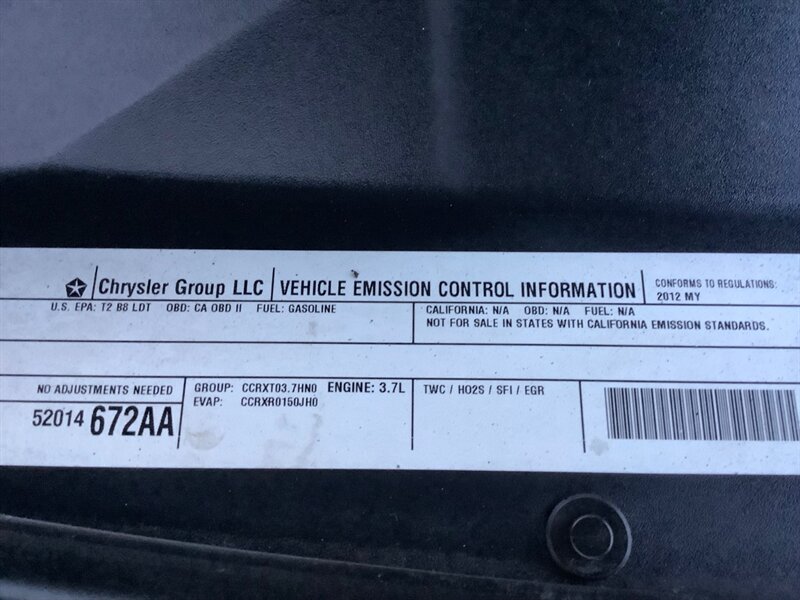 Chrysler Group LLC VEHICLE EMISSION CONTROL INFORMATION CONFORMS TO REGULATIONS:
2012 MY
U.S. EPA: T2 B8 LDT OBD: CA OBD II FUEL: GASOLINE
CALIFORNIA: N/A OBD: N/A FUEL: N/A
NOT FOR SALE IN STATES WITH CALIFORNIA EMISSION STANDARDS.
NO ADJUSTMENTS NEEDED
52014 672AA
GROUP: CCRXT03.7HN0 ENGINE: 3.7L
EVAP: CCRXR0150JH0
TWC / HO2S / SFI / EGR